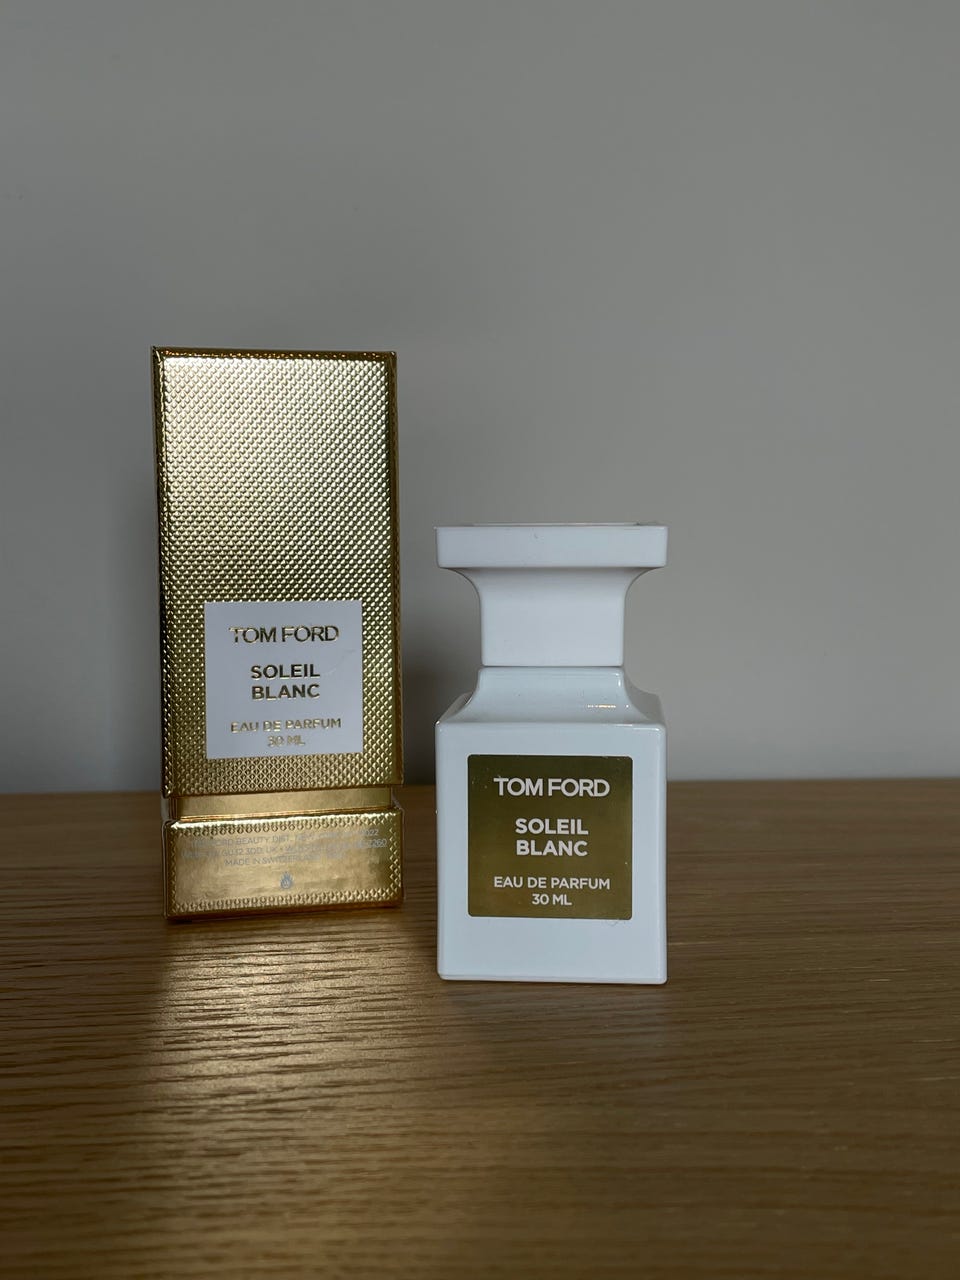 TOM FORD
SOLEIL
BLANC
EAU DE PARFUM
30 ML
MADE IN SWITZERLAND
TOM FORD
SOLEIL
BLANC
EAU DE PARFUM
30 ML